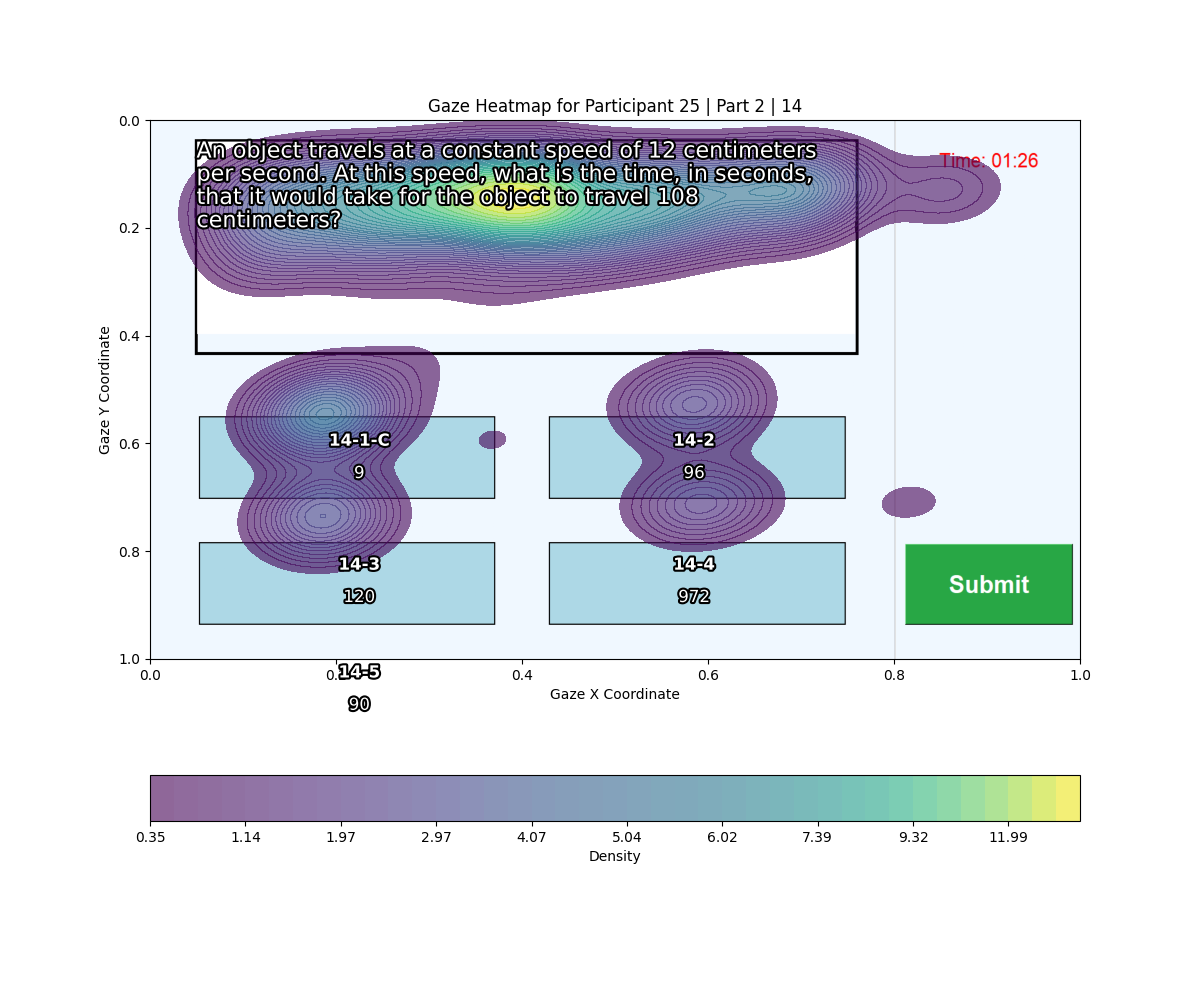 Gaze Heatmap for Participant 25 | Part 2 | 14
0.0
0.2
0.4
0.6
0.8
1.0
Gaze Y Coordinate
An object travels at a constant speed of 12 centimeters
per second. At this speed, what is the time, in seconds,
that it would take for the object to travel 108
centimeters?
Time: 01:26
14-1-C
9
14-2
96
14-3
120
14-4
972
Submit
0.0
0.4
0.6
0.8
1.0
14-5
90
Gaze X Coordinate
0.35
1.14
1.97
2.97
4.07
5.04
6.02
7.39
9.32
11.99
Density